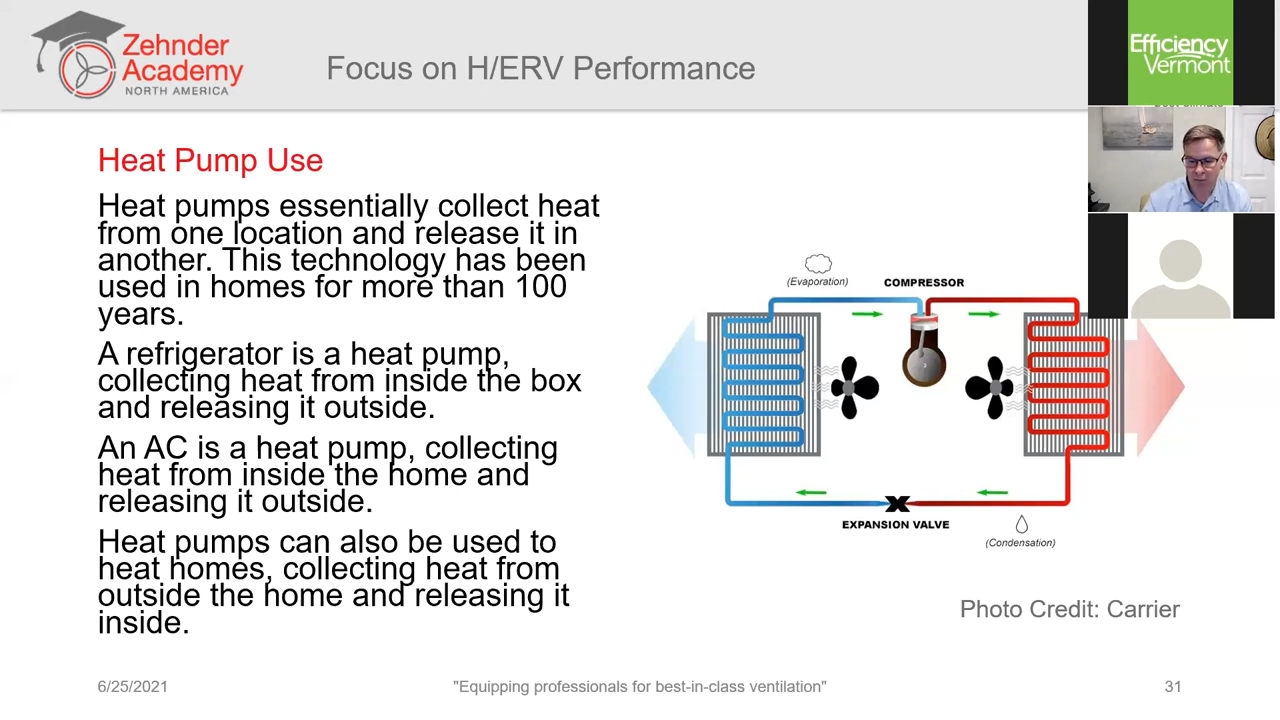 Zehnder
Academy
NORTH AMERICA
Focus on H/ERV Performance
Efficiency
Vermont
Heat Pump Use
Heat pumps essentially collect heat
from one location and release it in
another. This technology has been
used in homes for more than 100
years.
A refrigerator is a heat pump,
collecting heat from inside the box
and releasing it outside.
An AC is a heat pump, collecting
heat from inside the home and
releasing it outside.
Heat pumps can also be used to
heat homes, collecting heat from
outside the home and releasing it
inside.
(Evaporation)
COMPRESSOR
EXPANSION VALVE
(Condensation)
Photo Credit: Carrier
6/25/2021
"Equipping professionals for best-in-class ventilation"
31